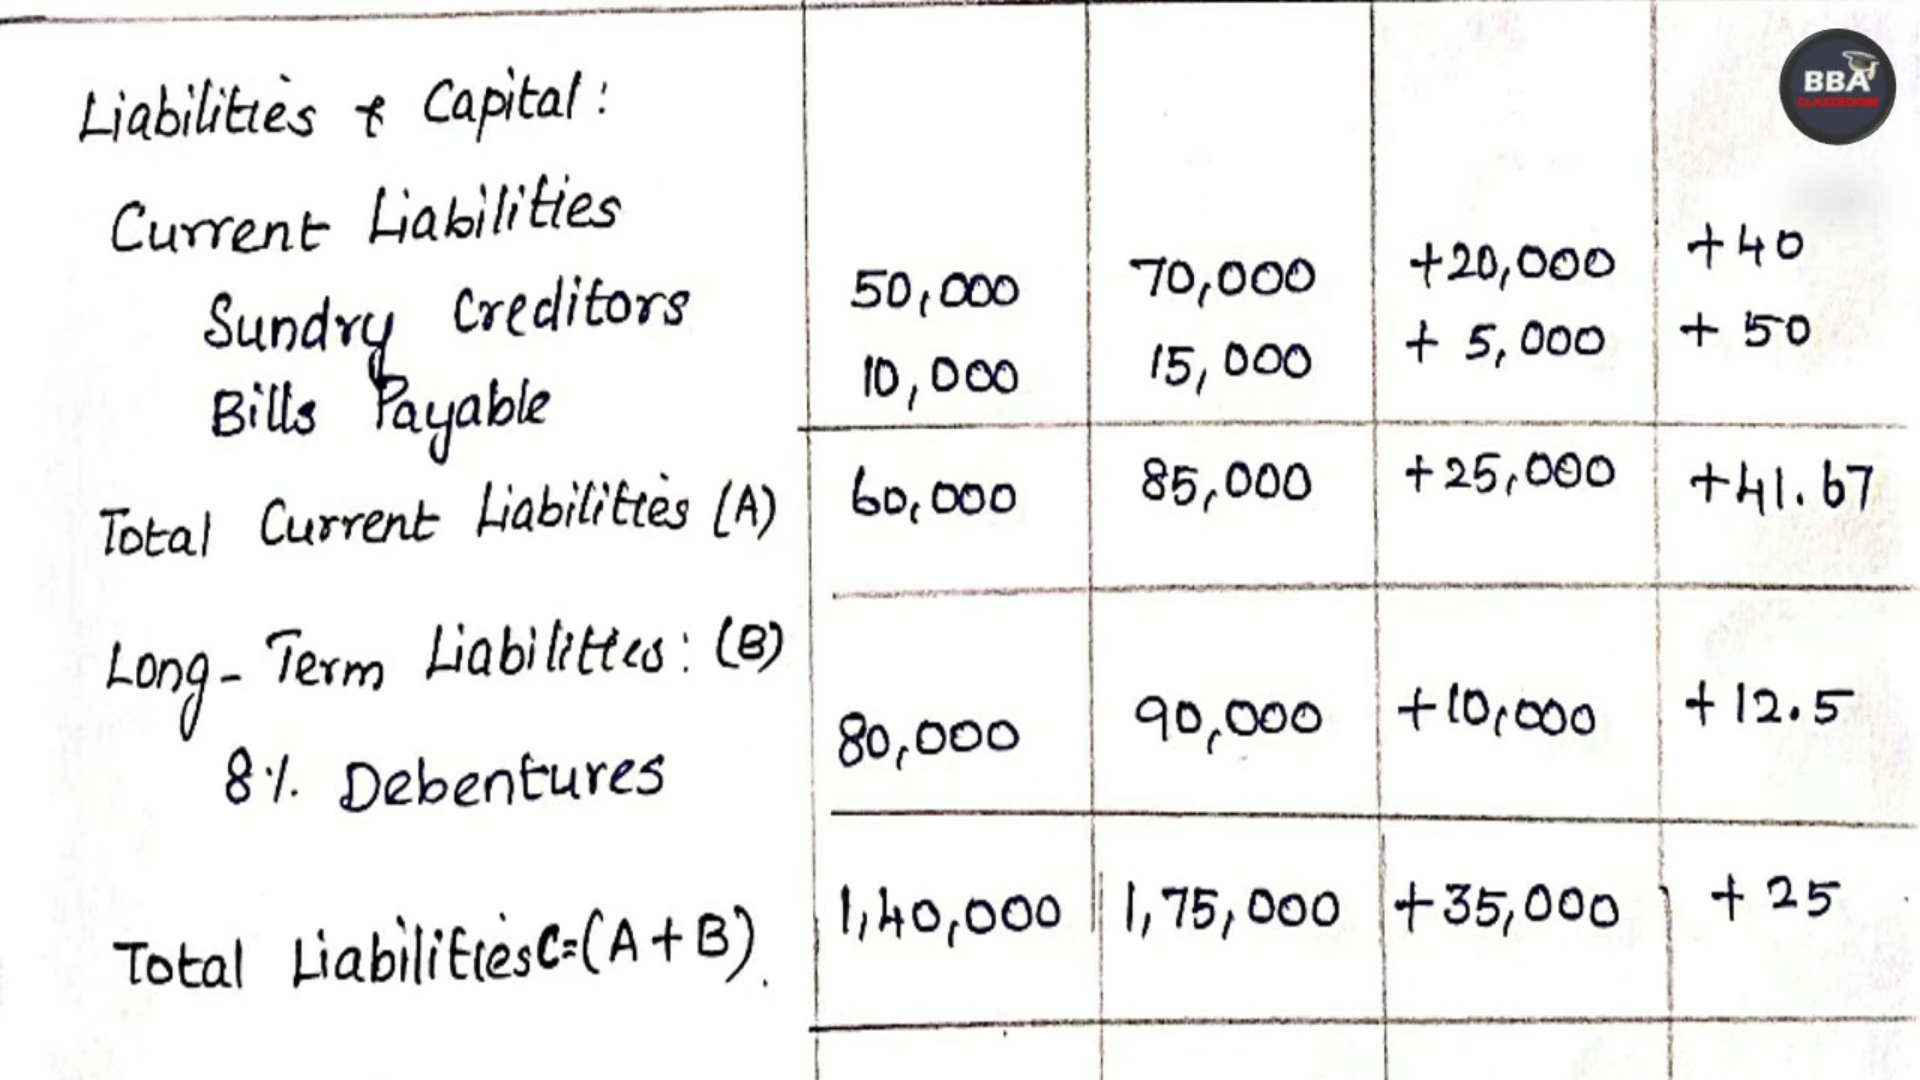 BBA
CLASSROOM
Liabilities & Capital:
Current Liabilities
Sundry Creditors 50,000 70,000 +20,000 +40
Bills Payable 10,000 15,000 + 5,000 + 50
Total Current Liabilities (A) 60,000 85,000 +25,000 +41.67
Long-Term Liabilities: (B)
8% Debentures 80,000 90,000 +10,000 +12.5
Total Liabilities C=(A+B). 1,40,000 1,75,000 +35,000 +25